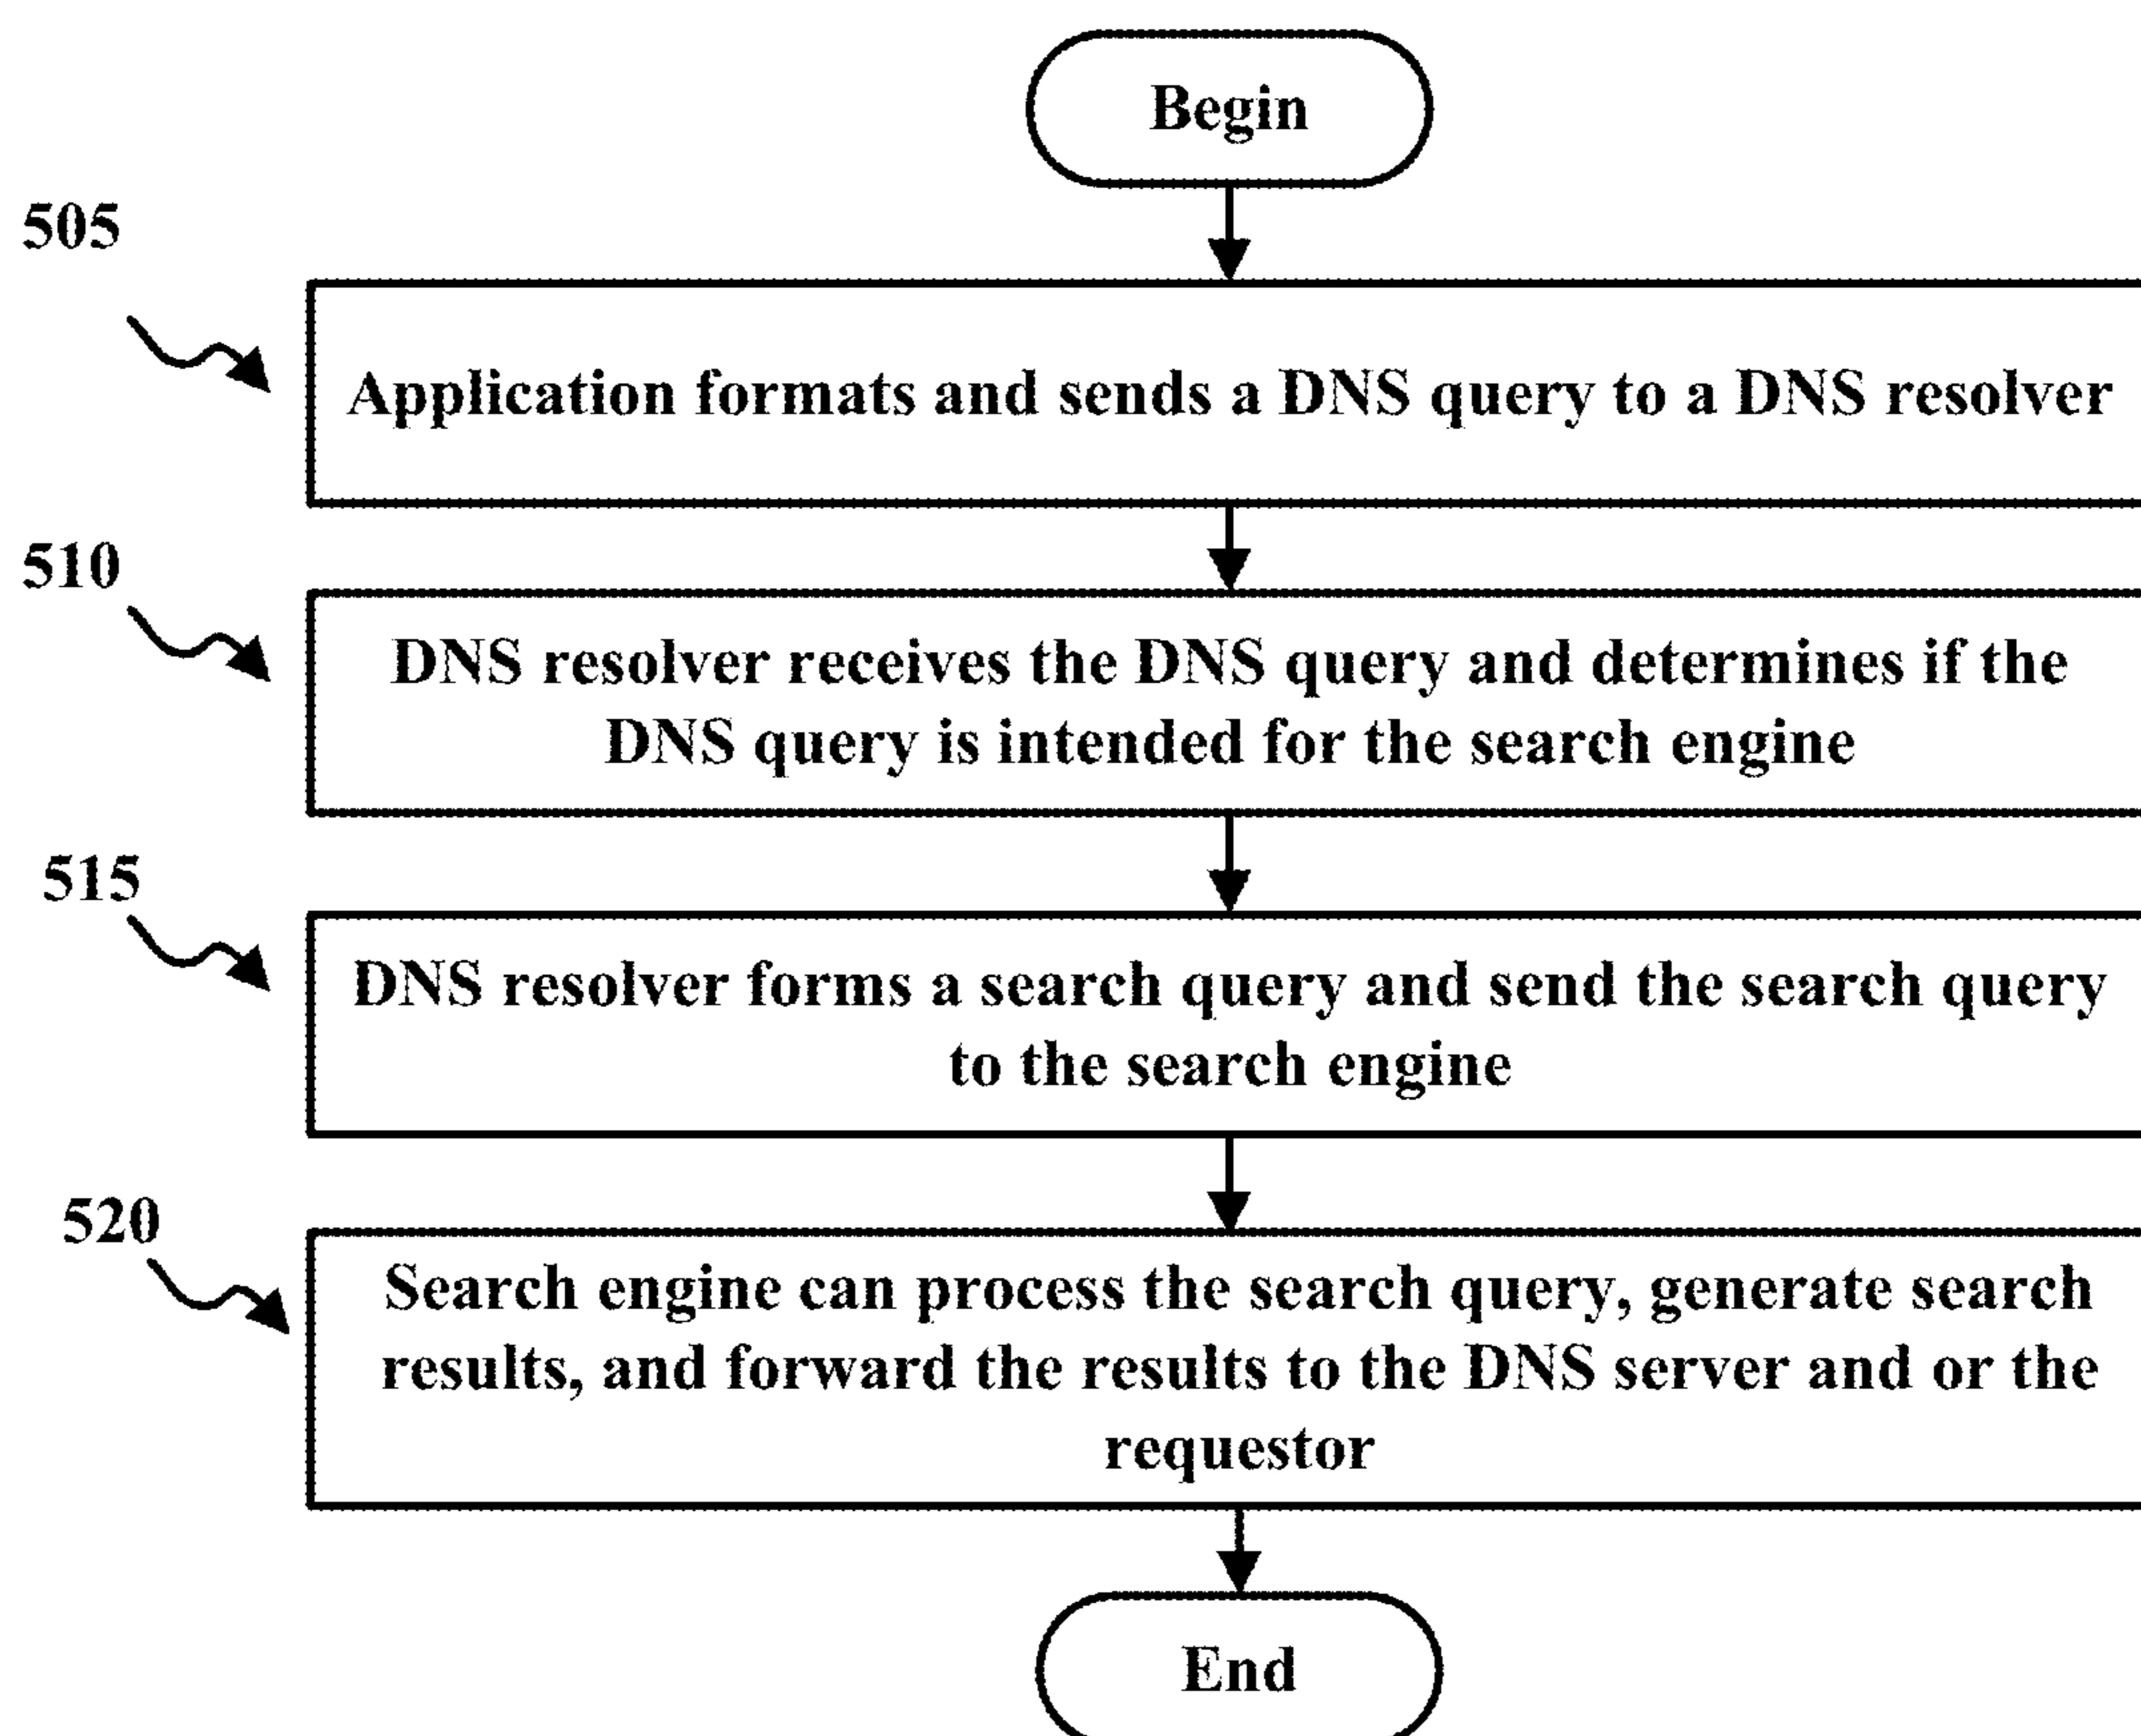 Begin
505
Application formats and sends a DNS query to a DNS resolver
510
DNS resolver receives the DNS query and determines if the
DNS query is intended for the search engine
515
DNS resolver forms a search query and send the search query
to the search engine
520
Search engine can process the search query, generate search
results, and forward the results to the DNS server and or the
requestor
End